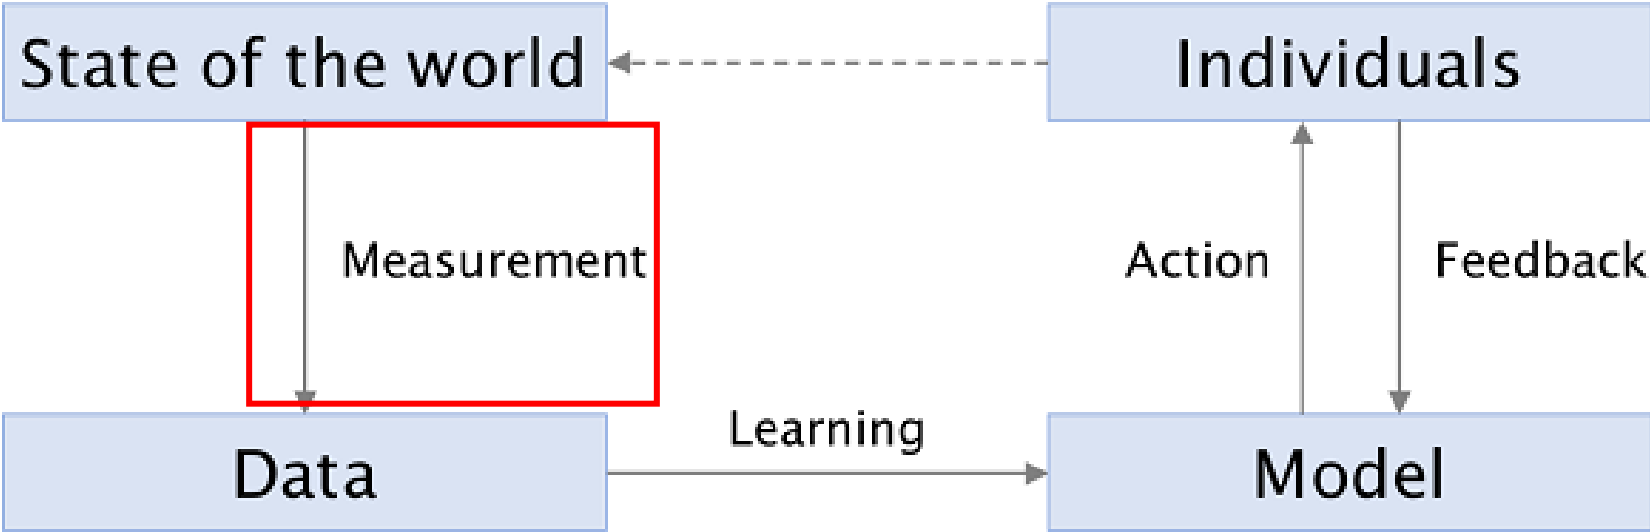 State of the world
Individuals
Measurement
Action
Feedback
Learning
Data
Model